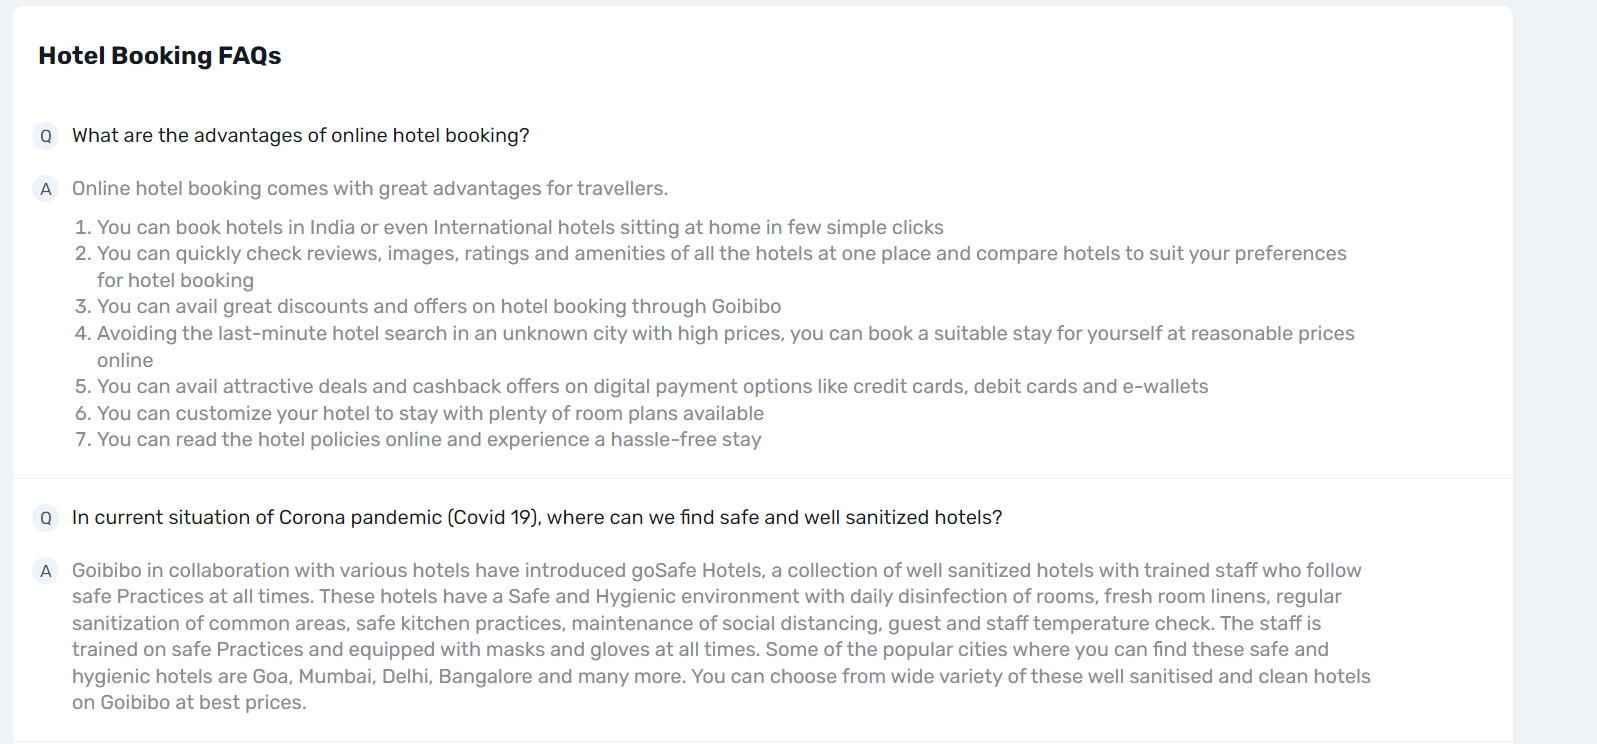 Hotel Booking FAQs
Q What are the advantages of online hotel booking?
A Online hotel booking comes with great advantages for travellers.
1. You can book hotels in India or even International hotels sitting at home in few simple clicks
2. You can quickly check reviews, images, ratings and amenities of all the hotels at one place and compare hotels to suit your preferences
for hotel booking
3. You can avail great discounts and offers on hotel booking through Goibibo
4. Avoiding the last-minute hotel search in an unknown city with high prices, you can book a suitable stay for yourself at reasonable prices
online
5. You can avail attractive deals and cashback offers on digital payment options like credit cards, debit cards and e-wallets
6. You can customize your hotel to stay with plenty of room plans available
7. You can read the hotel policies online and experience a hassle-free stay
Q In current situation of Corona pandemic (Covid 19), where can we find safe and well sanitized hotels?
A Goibibo in collaboration with various hotels have introduced goSafe Hotels, a collection of well sanitized hotels with trained staff who follow
safe Practices at all times. These hotels have a Safe and Hygienic environment with daily disinfection of rooms, fresh room linens, regular
sanitization of common areas, safe kitchen practices, maintenance of social distancing, guest and staff temperature check. The staff is
trained on safe Practices and equipped with masks and gloves at all times. Some of the popular cities where you can find these safe and
hygienic hotels are Goa, Mumbai, Delhi, Bangalore and many more. You can choose from wide variety of these well sanitised and clean hotels
on Goibibo at best prices.